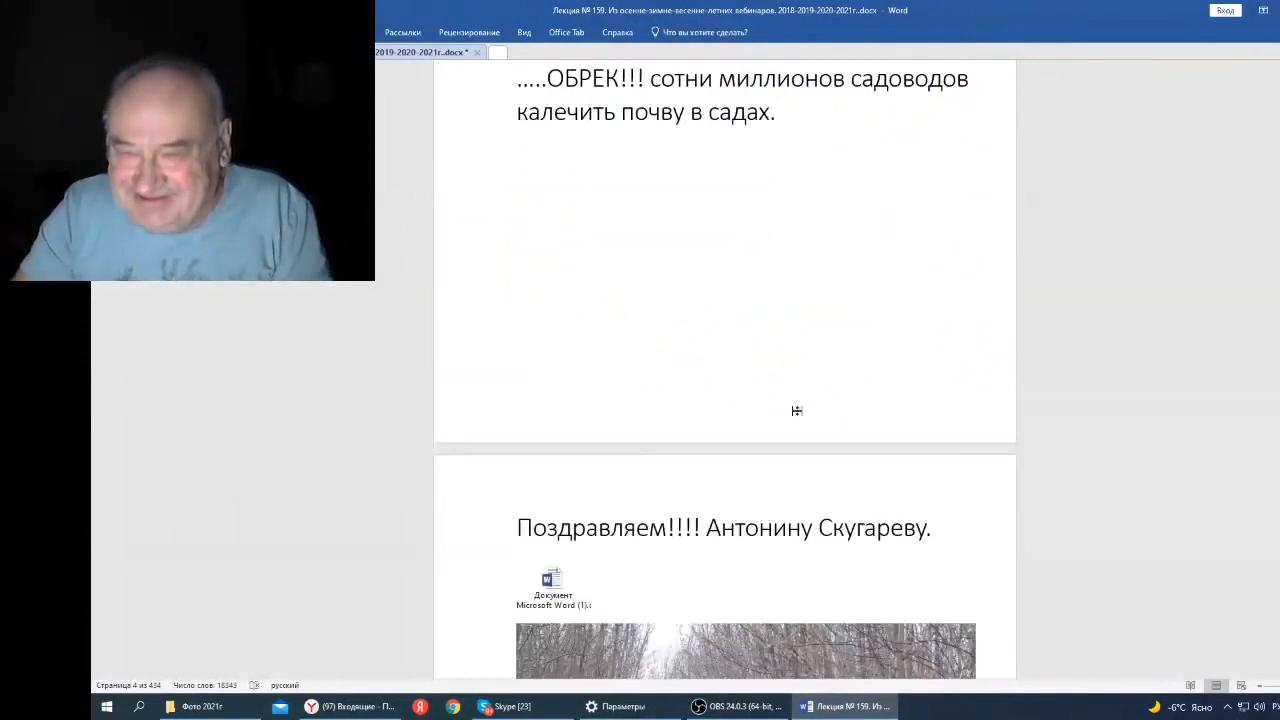 Лекция № 159. Из осенне-зимне-весенне-летних вебинаров. 2018-2019-2020-2021г..docx - Word
Вход
Рассылки Рецензирование Вид Office Tab Справка Что вы хотите сделать?
2019-2020-2021г..docx *
.....ОБРЕК!!! сотни миллионов садоводов
калечить почву в садах.
Поздравляем!!!! Антонину Скугареву.
Документ
Microsoft Word (1).c
Страница 4 из 434 Число слов: 18343 русский
Фото 2021г (97) Входящие - П... Skype [23] Параметры OBS 24.0.3 (64-bit, ... Лекция № 159. Из ... -6°C Ясно